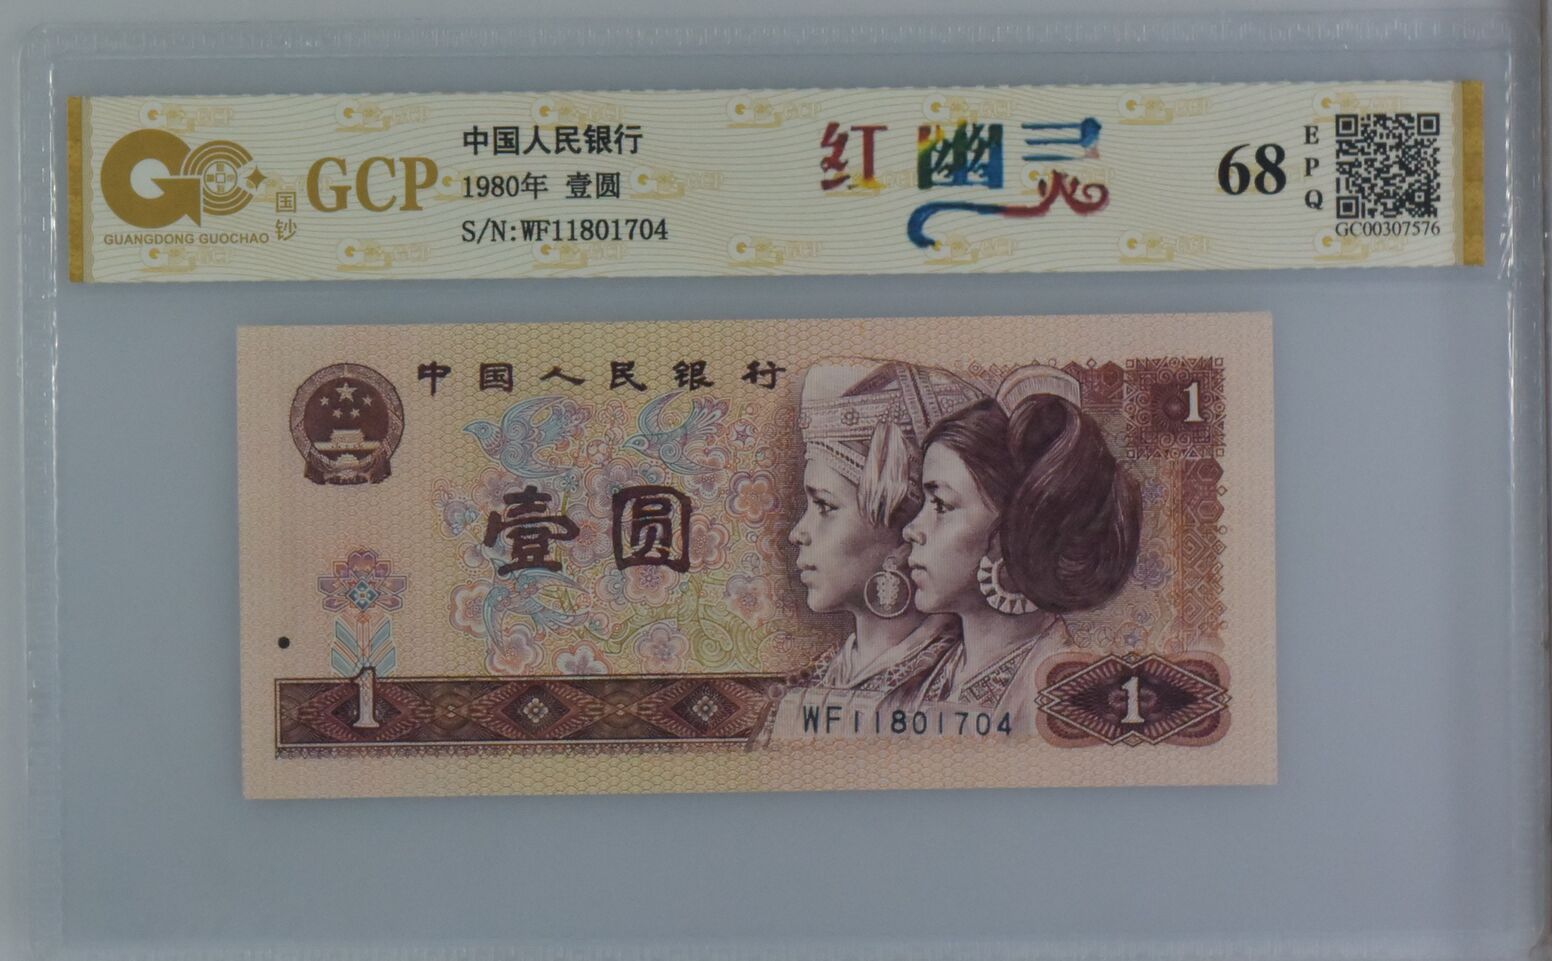 GUANGDONG GUOCHAO
国钞
GCP
中国人民银行
1980年 壹圆
S/N:WF11801704
红幽灵
68
EPQ
GC00307576
中国人民银行
1
壹圆
1
WF11801704
1